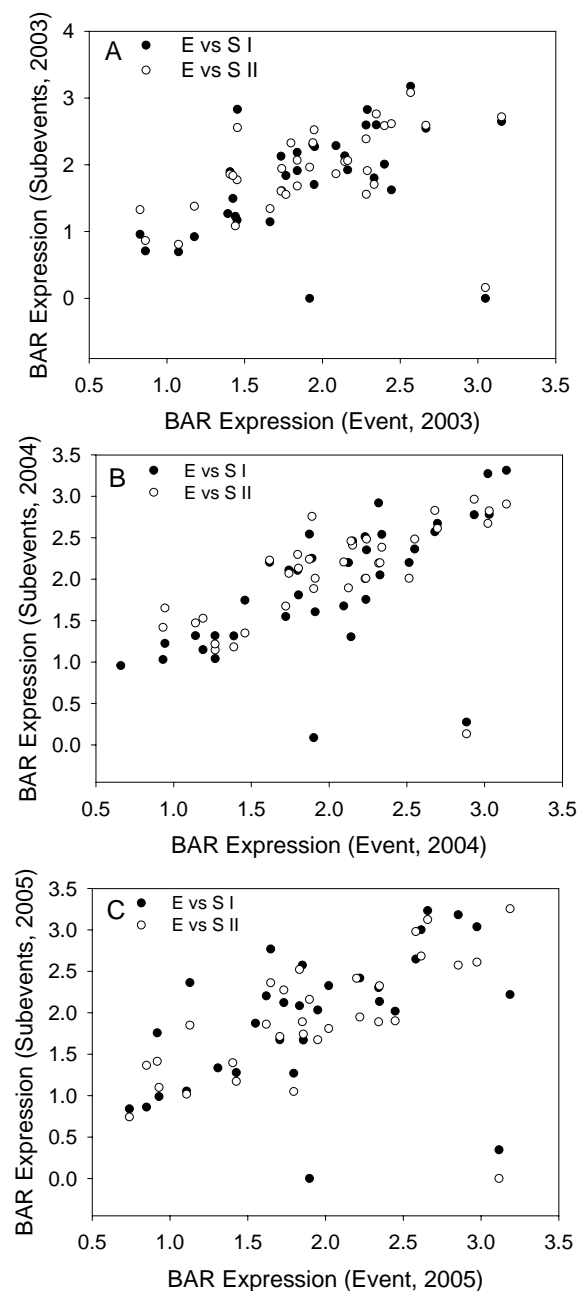 A
E vs S I
E vs S II
BAR Expression (Subevents, 2003)
4
3
2
1
0
0.5 1.0 1.5 2.0 2.5 3.0 3.5
BAR Expression (Event, 2003)
B
E vs S I
E vs S II
BAR Expression (Subevents, 2004)
3.5
3.0
2.5
2.0
1.5
1.0
0.5
0.0
0.5 1.0 1.5 2.0 2.5 3.0 3.5
BAR Expression (Event, 2004)
C
E vs S I
E vs S II
BAR Expression (Subevents, 2005)
3.5
3.0
2.5
2.0
1.5
1.0
0.5
0.0
0.5 1.0 1.5 2.0 2.5 3.0 3.5
BAR Expression (Event, 2005)